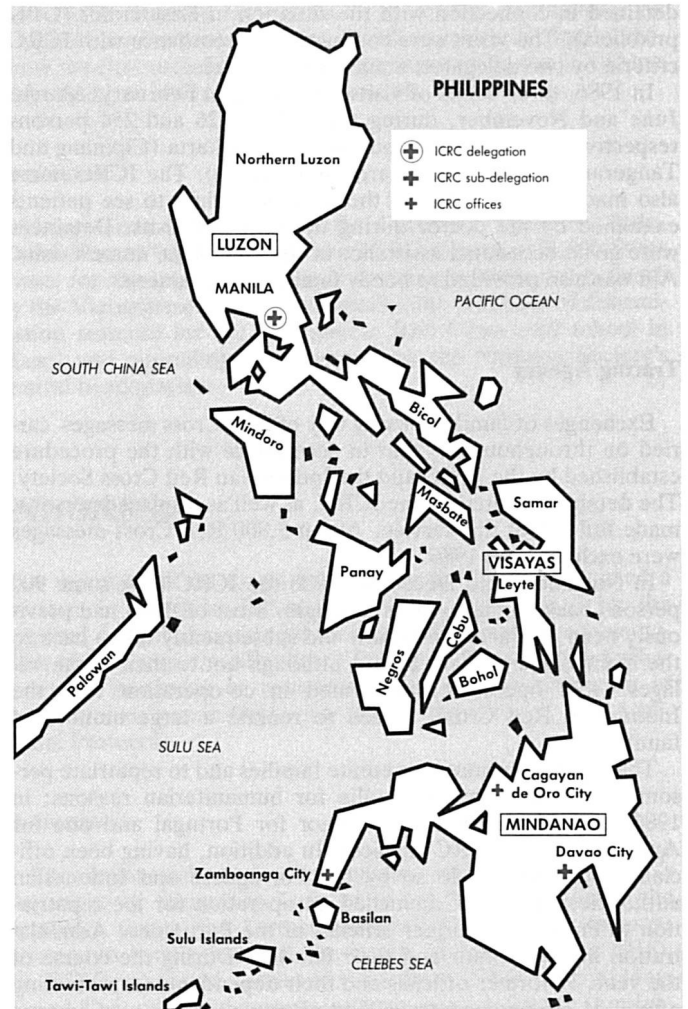 PHILIPPINES
ICRC delegation
ICRC sub-delegation
ICRC offices
Northern Luzon
LUZON
MANILA
PACIFIC OCEAN
SOUTH CHINA SEA
Bicol
Mindoro
Masbate
Samar
VISAYAS
Panay
Leyte
Cebu
Negros
Bohol
Palawan
SULU SEA
Cagayan
de Oro City
MINDANAO
Davao City
Zamboanga City
Basilan
Sulu Islands
CELEBES SEA
Tawi-Tawi Islands